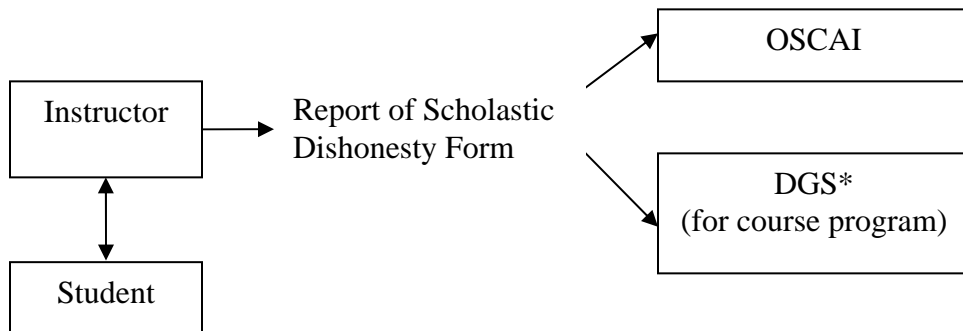 OSCAI
Instructor
Report of Scholastic
Dishonesty Form
DGS*
(for course program)
Student